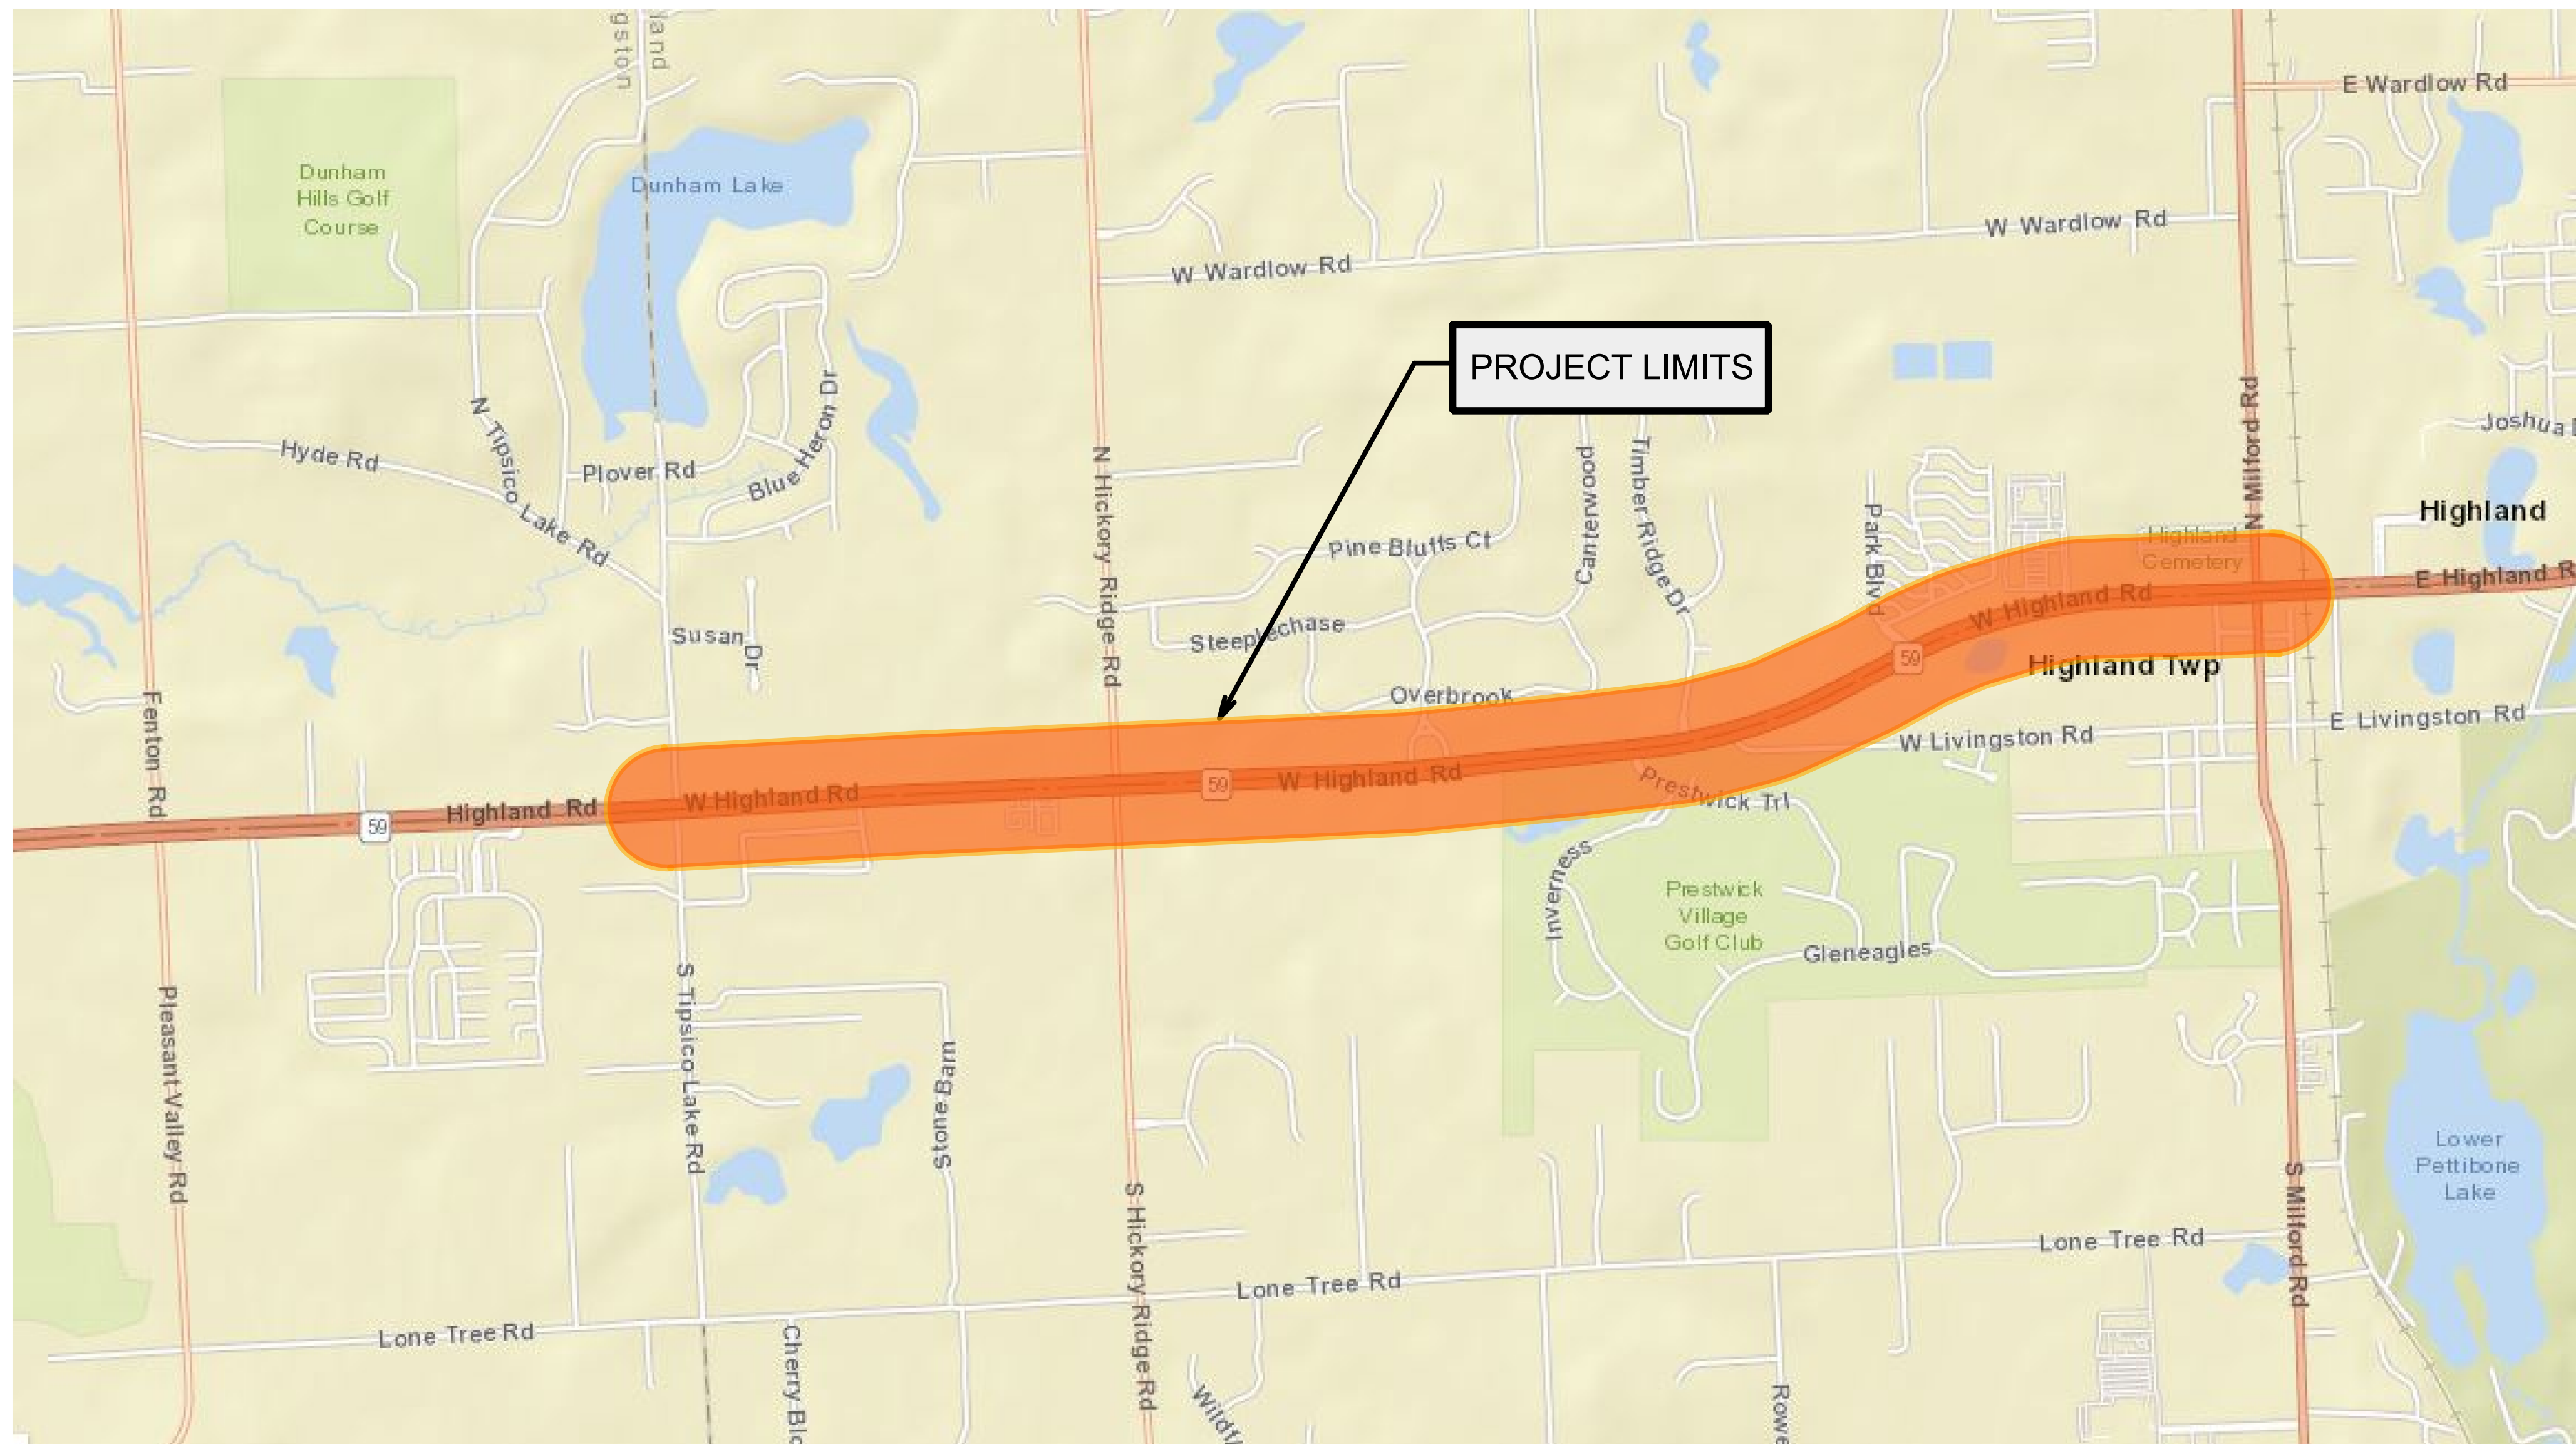 gston
land
E Wardlow Rd
Dunham
Hills Golf
Course
Dunham Lake
W Wardlow Rd
W Wardlow Rd
PROJECT LIMITS
N Milford Rd
Joshua
Hyde Rd
N Tipsico Lake Rd
Plover Rd
Blue Heron Dr
N Hickory Ridge Rd
Canterwood
Timber Ridge Dr
Park Blvd
Highland
Pine Bluffs Ct
Highland
Cemetery
E Highland R
W Highland Rd
Steeplechase
Susan Dr
59
Highland Twp
Overbrook
Fenton Rd
E Livingston Rd
W Livingston Rd
Highland Rd
59
W Highland Rd
59
W Highland Rd
Prestwick Trl
Inverness
Prestwick
Village
Golf Club
Gleneagles
Pleasant Valley Rd
S Tipsico Lake Rd
Stone Barn
Lower
Pettibone
Lake
S Hickory Ridge Rd
S Milford Rd
Lone Tree Rd
Lone Tree Rd
Lone Tree Rd
Cherry Blo
Wildf
Rowe